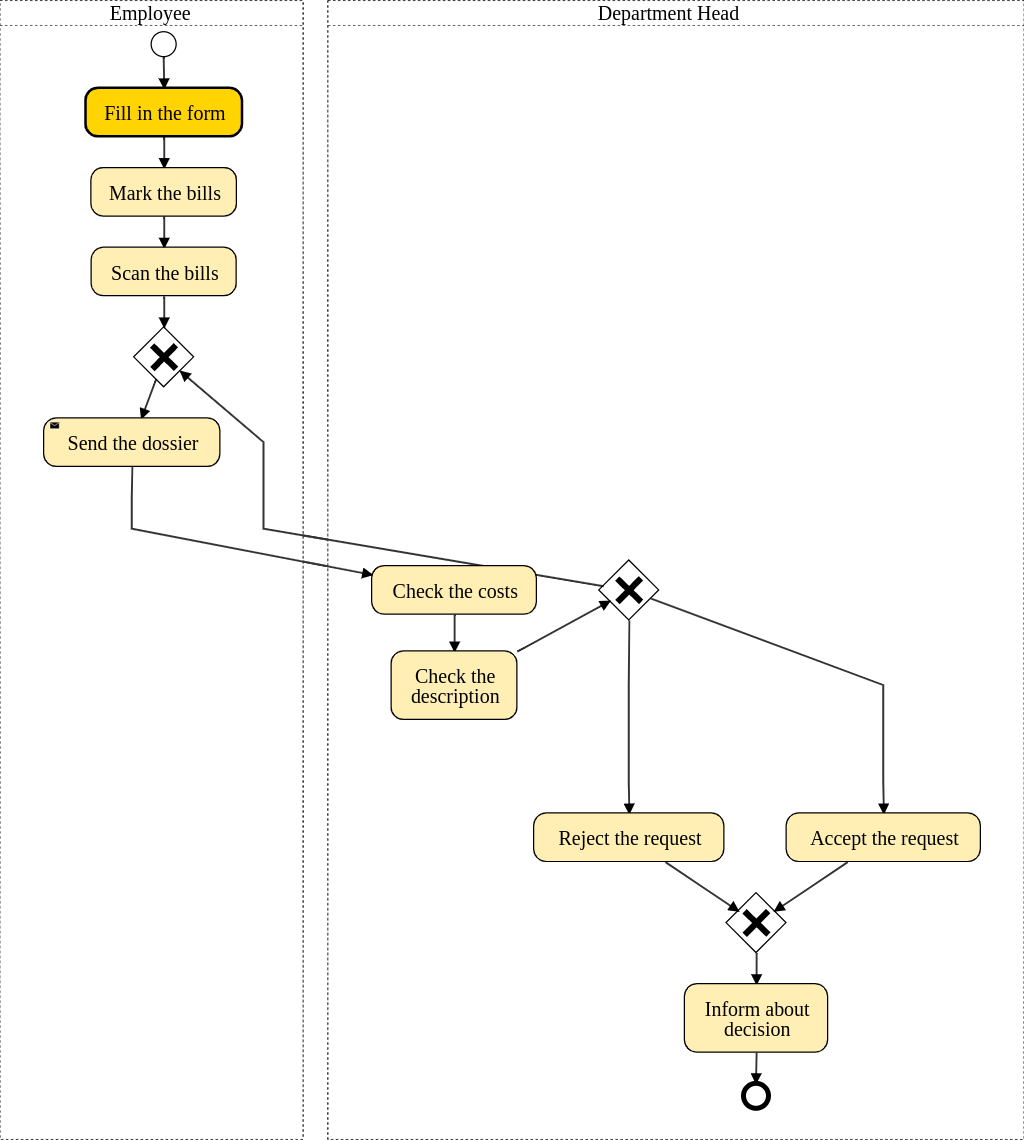 Employee
Department Head
Fill in the form
Mark the bills
Scan the bills
Send the dossier
Check the costs
Check the
description
Reject the request
Accept the request
Inform about
decision